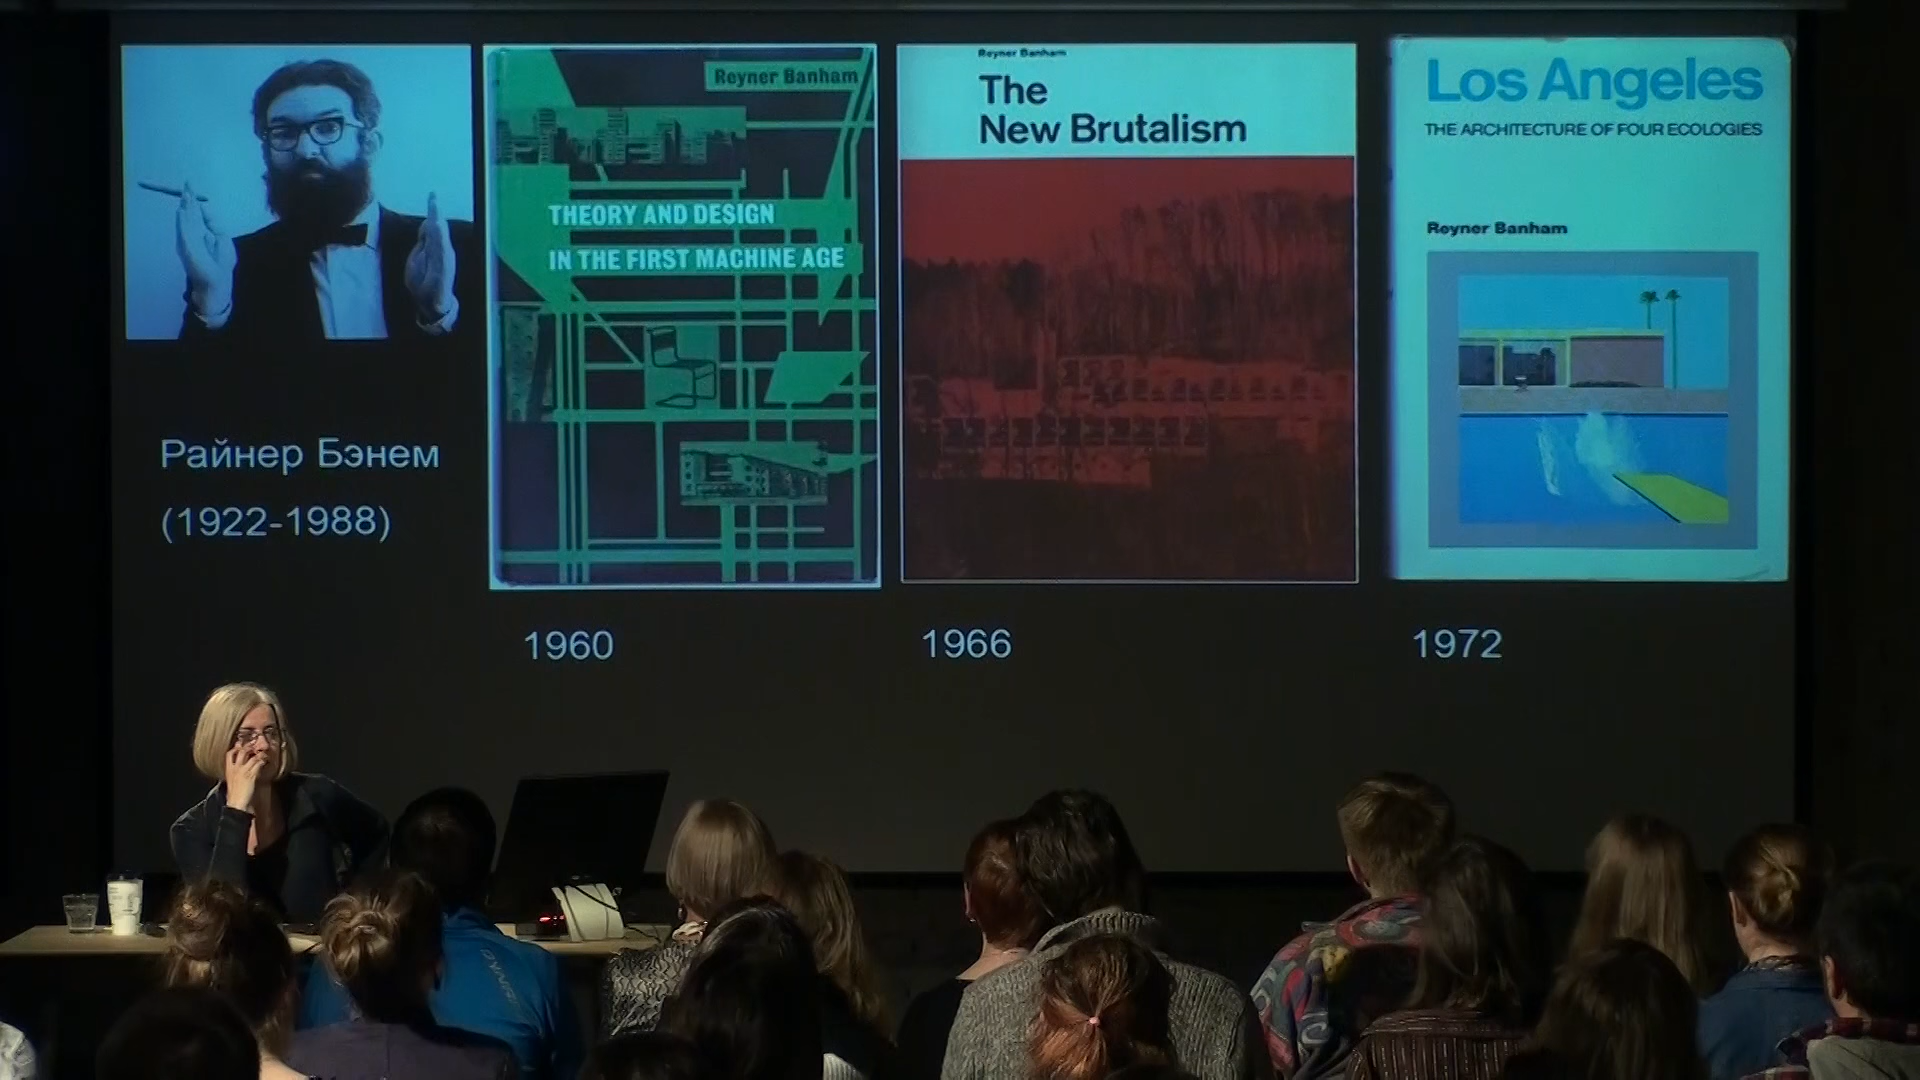 Райнер Бэнем
(1922-1988)
Reyner Banham
THEORY AND DESIGN
IN THE FIRST MACHINE AGE
1960
Reyner Banham
The
New Brutalism
1966
Los Angeles
THE ARCHITECTURE OF FOUR ECOLOGIES
Reyner Banham
1972